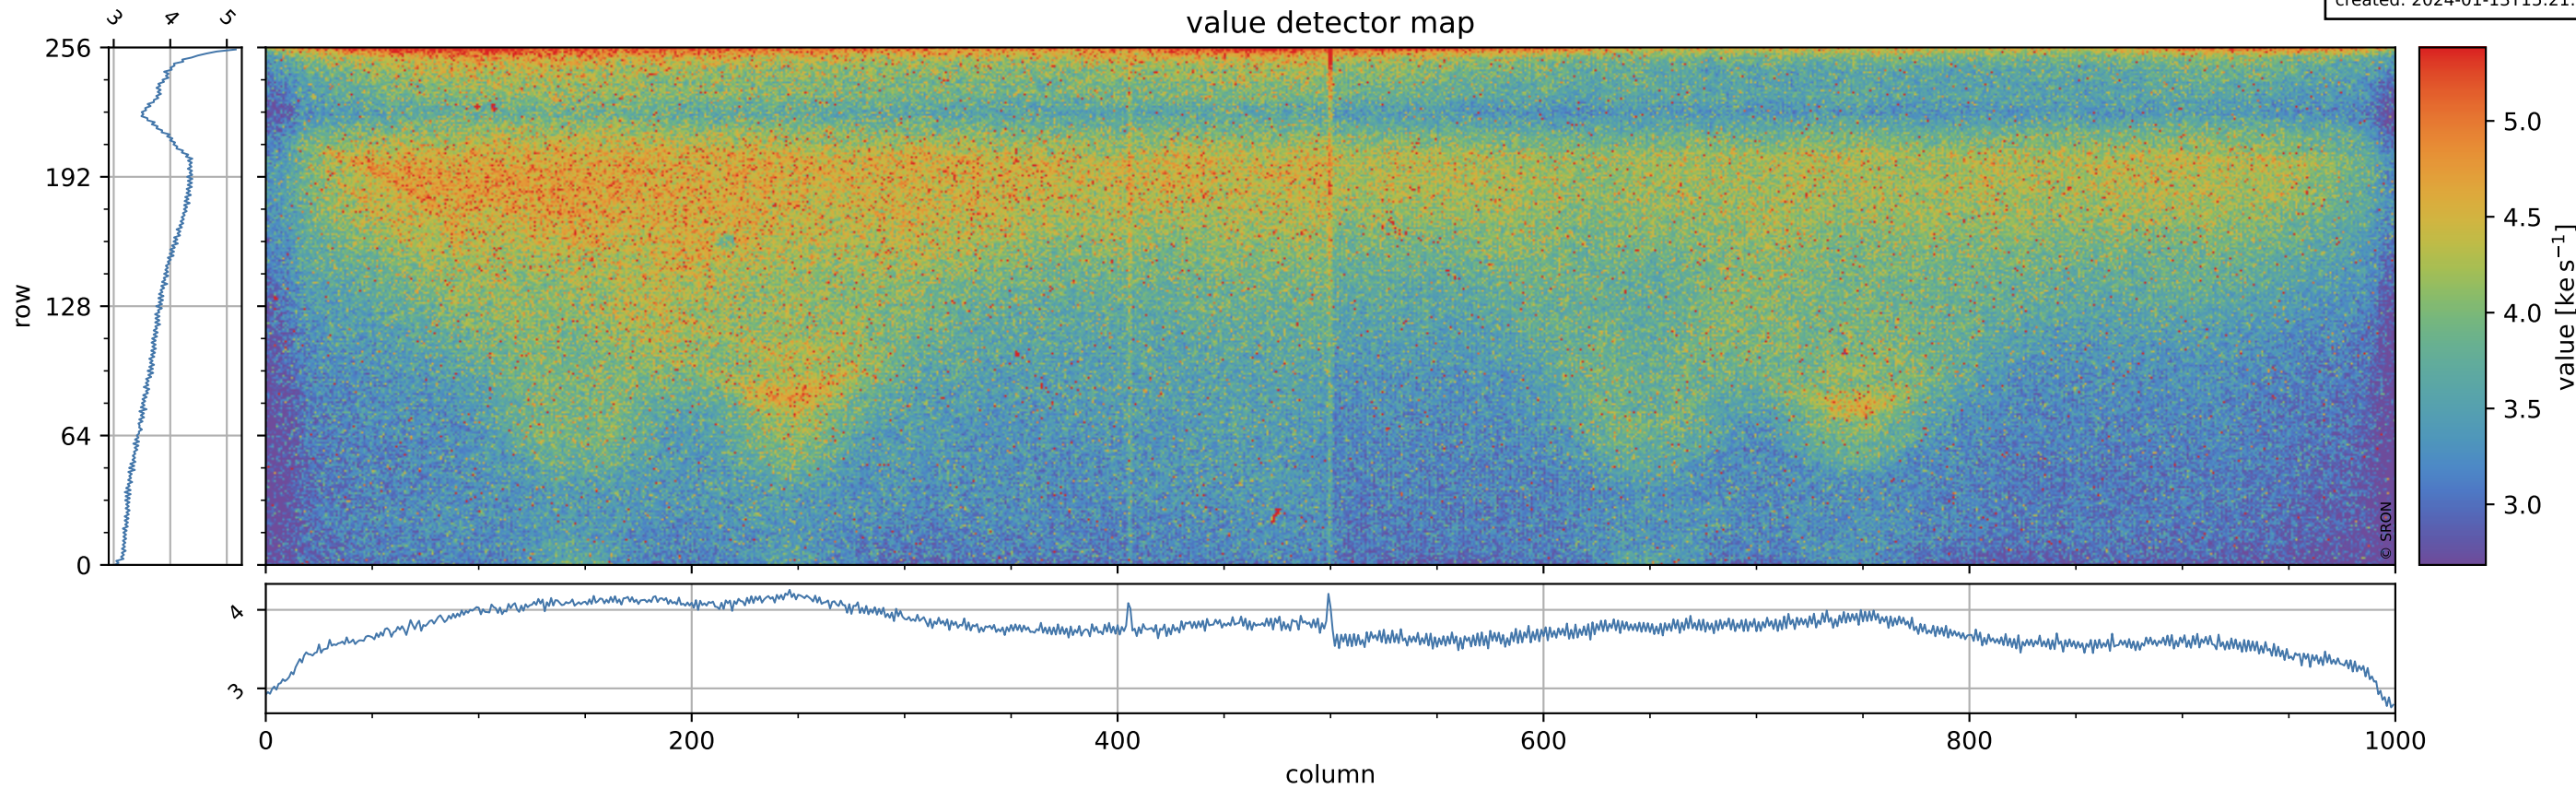 value detector map
created: 2024-01-13T15:21:
3 4 5
256
192
128
64
0
row
5.0
4.5
4.0
3.5
3.0
value [ke s⁻¹]
© SRON
4
3
0 200 400 600 800 1000
column